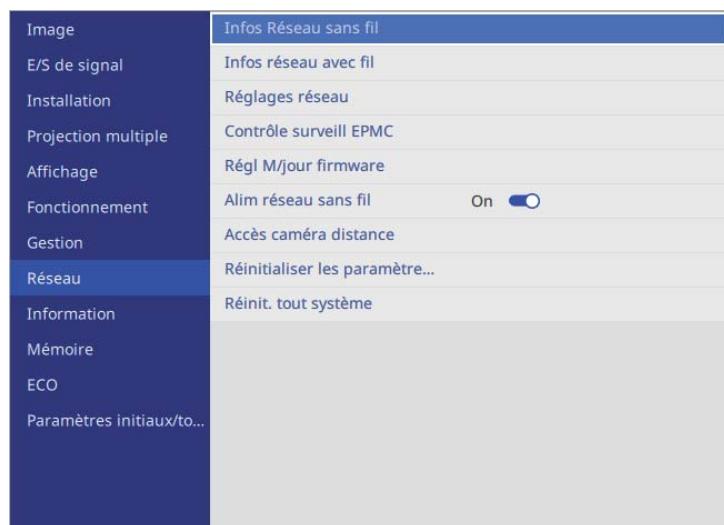 Image
E/S de signal
Installation
Projection multiple
Affichage
Fonctionnement
Gestion
Réseau
Information
Mémoire
ECO
Paramètres initiaux/to...
Infos Réseau sans fil
Infos réseau avec fil
Réglages réseau
Contrôle surveill EPMC
Régl M/jour firmware
Alim réseau sans fil On
Accès caméra distance
Réinitialiser les paramètre...
Réinit. tout système